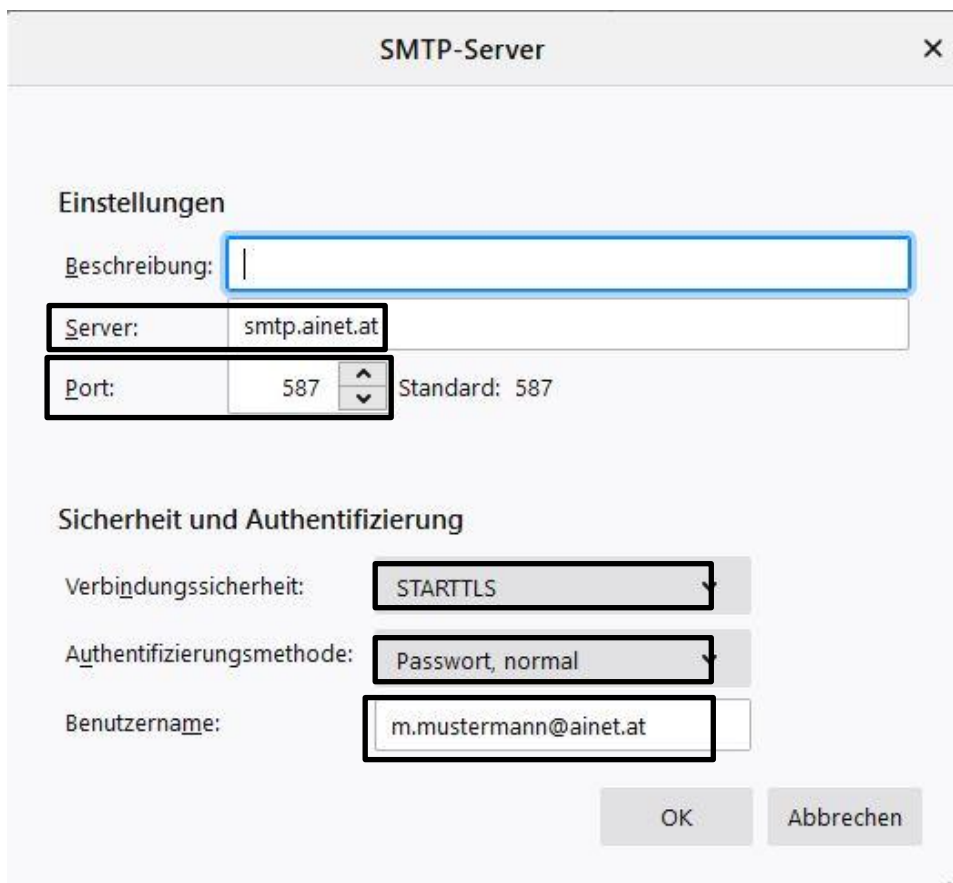 SMTP-Server
Einstellungen
Beschreibung:
Server: smtp.ainet.at
Port: 587 Standard: 587
Sicherheit und Authentifizierung
Verbindungssicherheit: STARTTLS
Authentifizierungsmethode: Passwort, normal
Benutzername: m.mustermann@ainet.at
OK Abbrechen